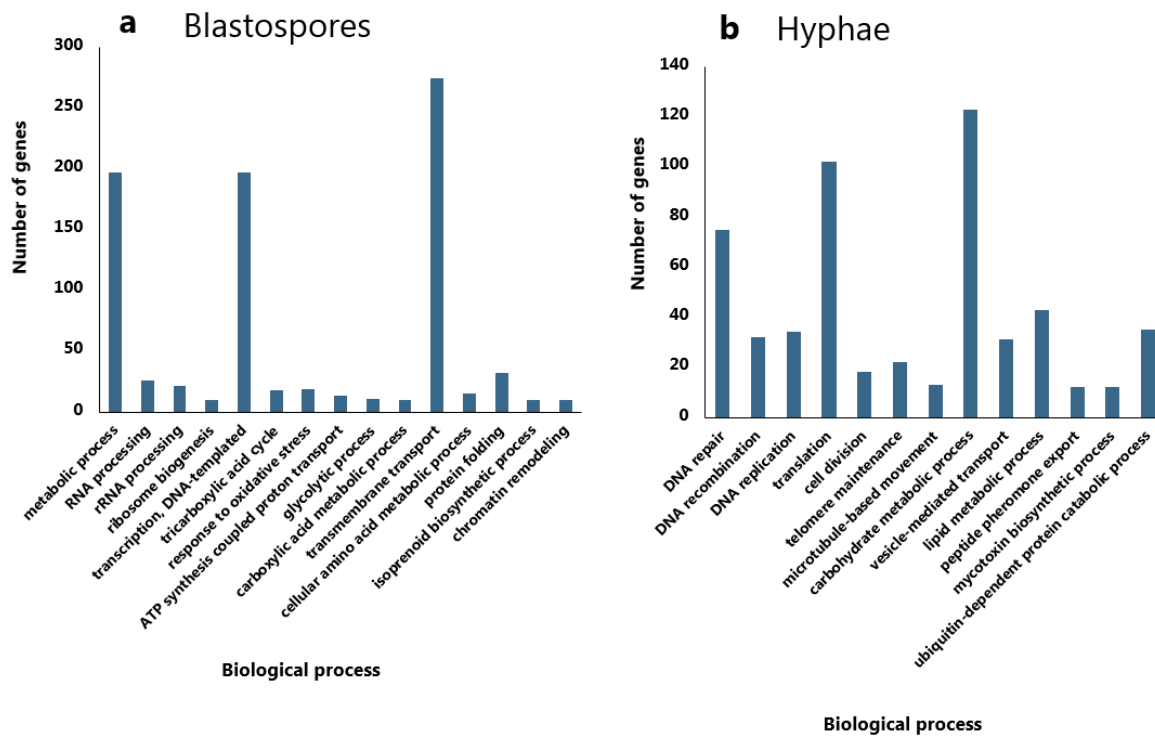 a Blastospores
300
250
200
150
100
50
0
Number of genes
metabolic process
RNA processing
rRNA processing
ribosome biogenesis
transcription, DNA-templated
tricarboxylic acid cycle
response to oxidative stress
ATP synthesis coupled proton transport
glycolytic process
carboxylic acid metabolic process
transmembrane transport
cellular amino acid metabolic process
protein folding
isoprenoid biosynthetic process
chromatin remodeling
Biological process
b Hyphae
140
120
100
80
60
40
20
0
Number of genes
DNA repair
DNA recombination
DNA replication
translation
cell division
telomere maintenance
microtubule-based movement
carbohydrate metabolic process
vesicle-mediated transport
lipid metabolic process
peptide pheromone export
mycotoxin biosynthetic process
ubiquitin-dependent protein catabolic process
Biological process